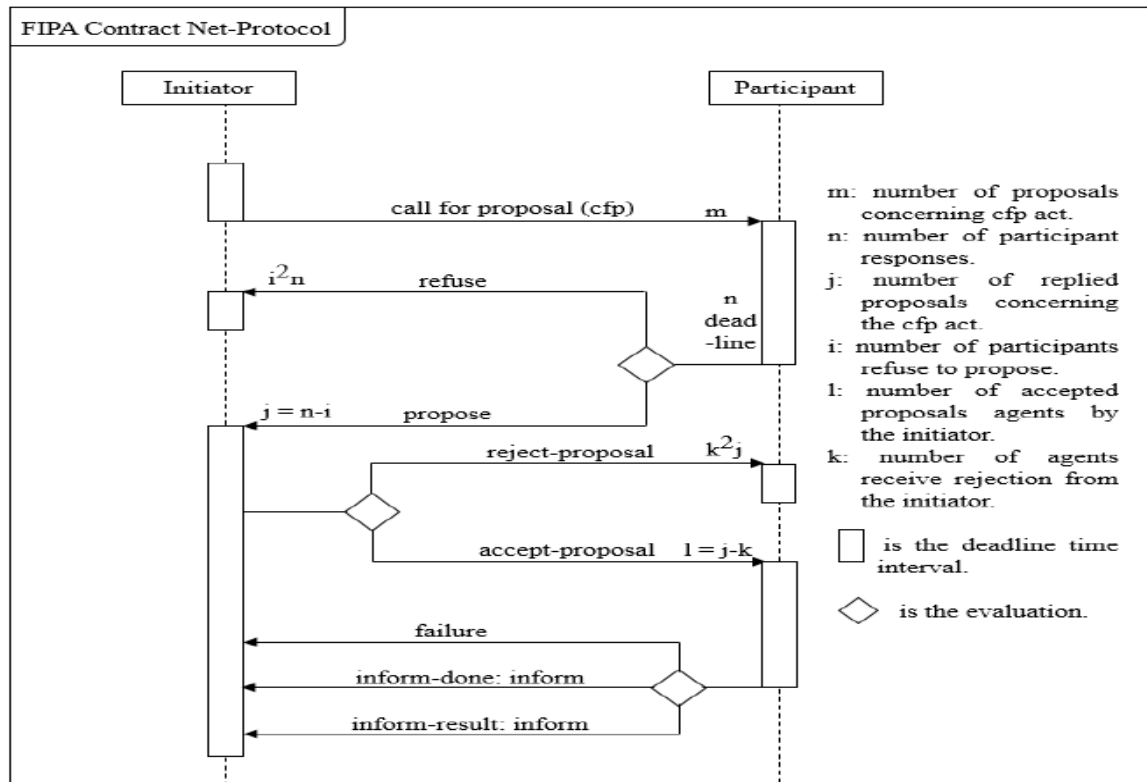 FIPA Contract Net-Protocol
Initiator
Participant
call for proposal (cfp) m
i²n refuse
n
dead
-line
j = n-i propose
reject-proposal k²j
accept-proposal l = j-k
failure
inform-done: inform
inform-result: inform
m: number of proposals
concerning cfp act.
n: number of participant
responses.
j: number of replied
proposals concerning
the cfp act.
i: number of participants
refuse to propose.
l: number of accepted
proposals agents by
the initiator.
k: number of agents
receive rejection from
the initiator.
is the deadline time
interval.
is the evaluation.